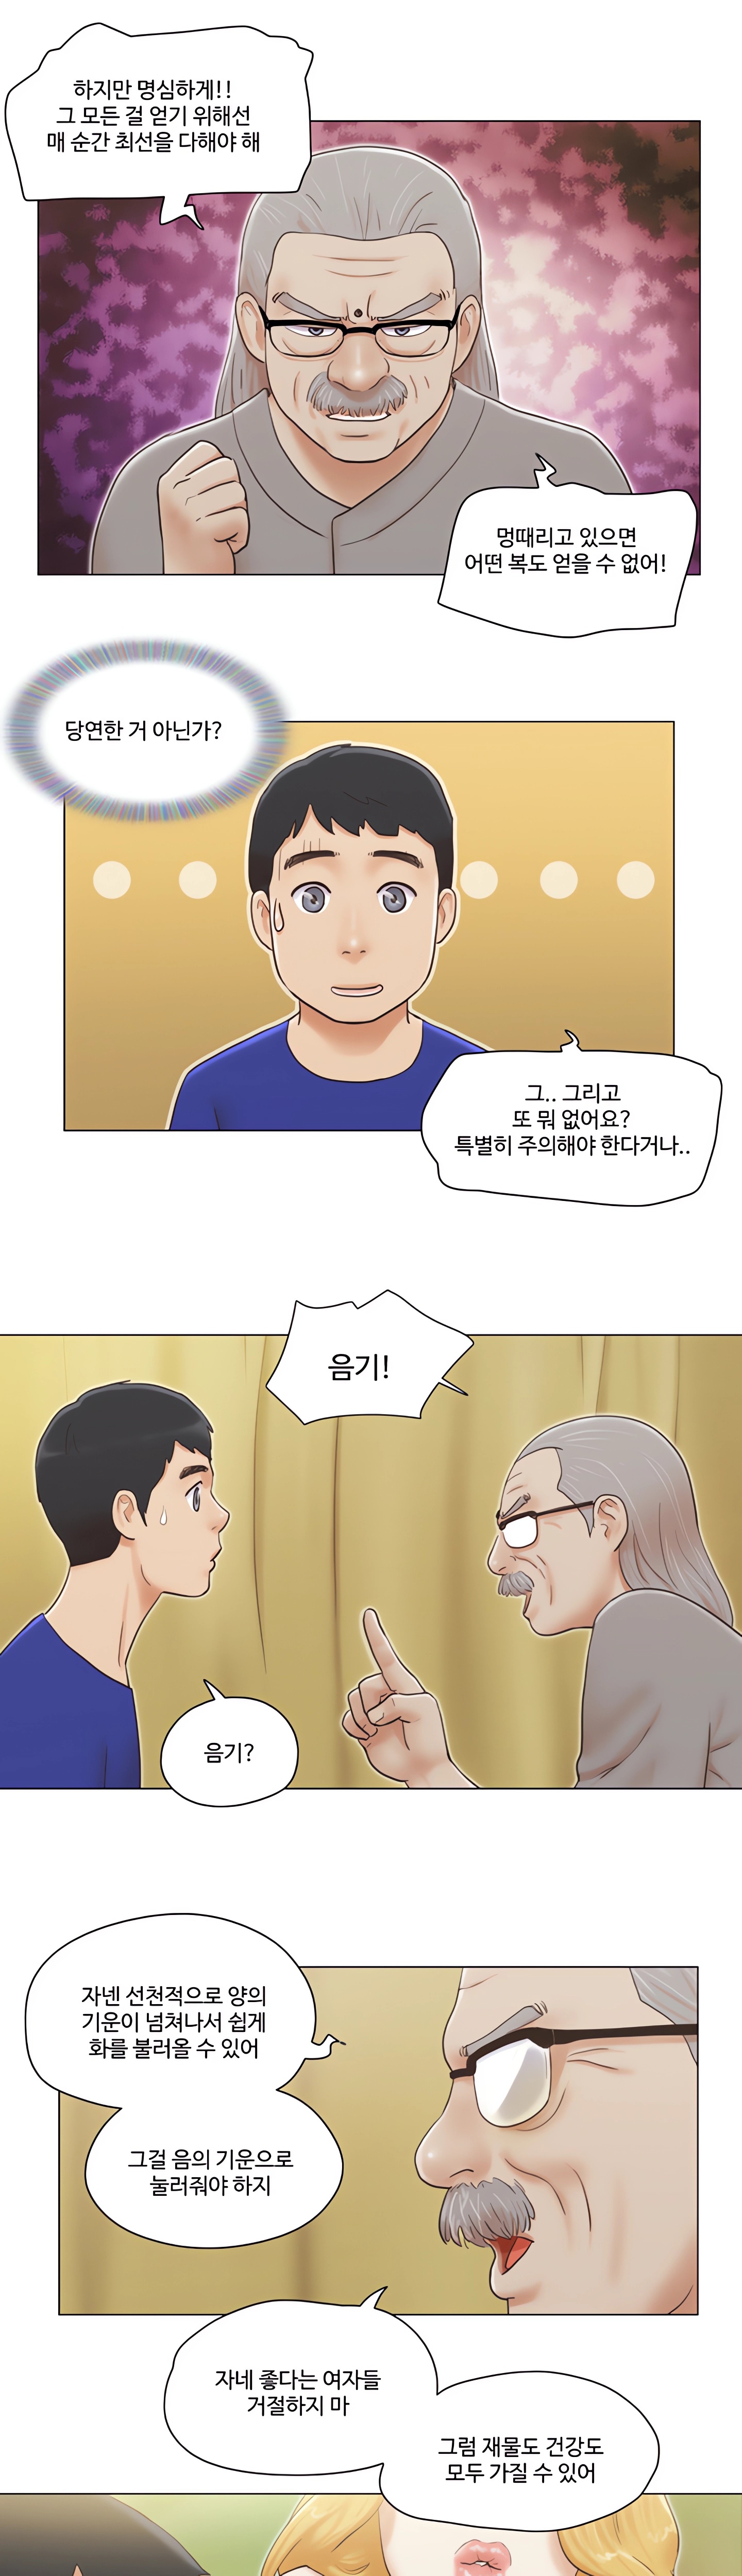 하지만 명심하게!!
그 모든 걸 얻기 위해선
매 순간 최선을 다해야 해
멍때리고 있으면
어떤 복도 얻을 수 없어!
당연한 거 아닌가?
그.. 그리고
또 뭐 없어요?
특별히 주의해야 한다거나..
음기!
음기?
자넨 선천적으로 양의
기운이 넘쳐나서 쉽게
화를 불러올 수 있어
그걸 음의 기운으로
눌러줘야 하지
자네 좋다는 여자들
거절하지 마
그럼 재물도 건강도
모두 가질 수 있어